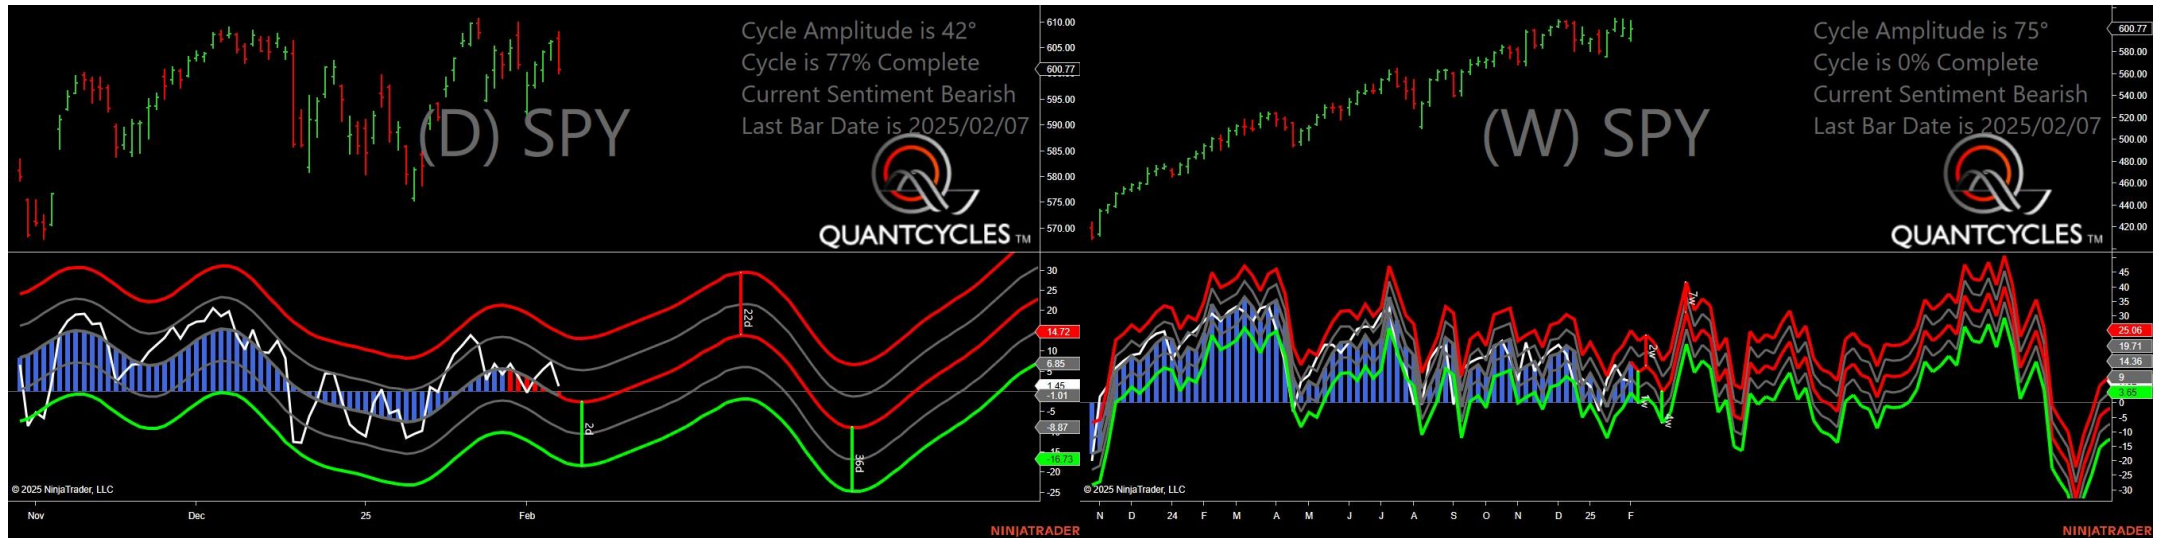 Cycle Amplitude is 42°
Cycle is 77% Complete
Current Sentiment Bearish
Last Bar Date is 2025/02/07
(D) SPY
QUANTCYCLES TM
610.00
605.00
600.77
595.00
590.00
585.00
580.00
575.00
570.00
30
25
20
14.72
10
6.85
5
1.45
-1.01
-5
-8.87
-16.73
-20
-25
22d
2d
36d
© 2025 NinjaTrader, LLC
Nov Dec 25 Feb
NINJATRADER
Cycle Amplitude is 75°
Cycle is 0% Complete
Current Sentiment Bearish
Last Bar Date is 2025/02/07
(W) SPY
QUANTCYCLES TM
600.77
580.00
560.00
540.00
520.00
500.00
480.00
460.00
440.00
420.00
45
40
35
30
25.06
19.71
14.36
9
3.65
0
-5
-10
-15
-20
-25
-30
7w
2w
1w
4w
© 2025 NinjaTrader, LLC
N D 24 F M A M J J A S O N D 25 F
NINJATRADER